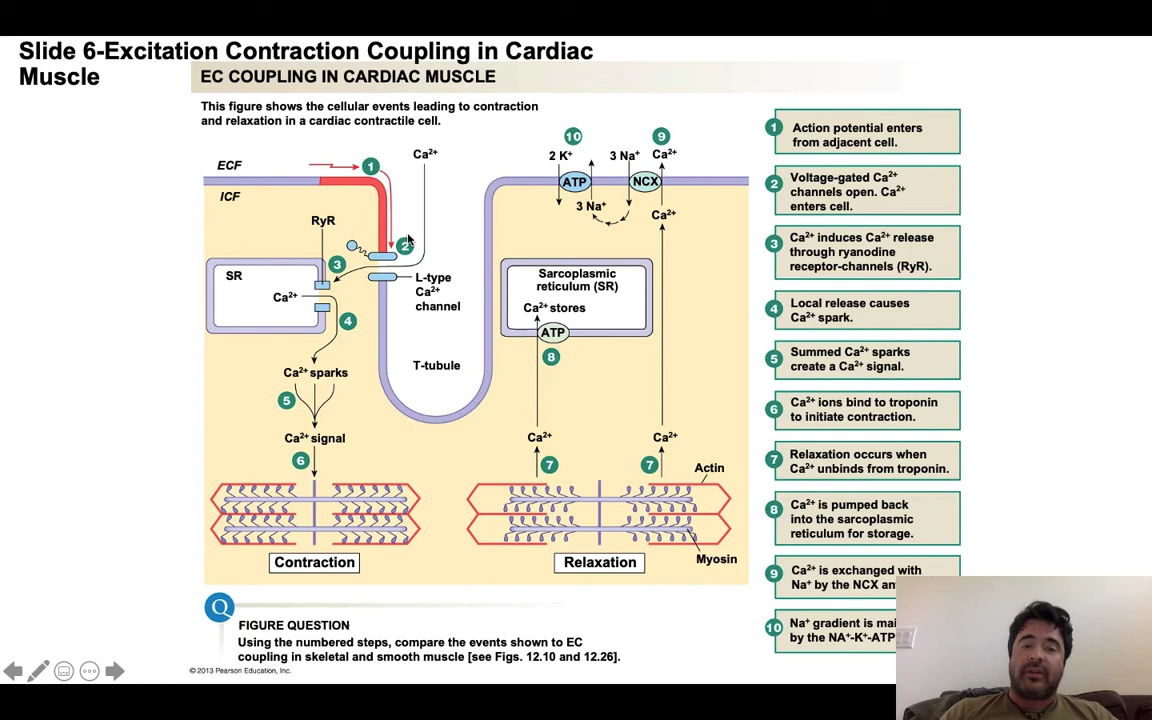 Slide 6-Excitation Contraction Coupling in Cardiac
Muscle
EC COUPLING IN CARDIAC MUSCLE
This figure shows the cellular events leading to contraction
and relaxation in a cardiac contractile cell.
ECF
ICF
1
Ca²⁺
RyR
2
3
SR
Ca²⁺
4
L-type
Ca²⁺
channel
T-tubule
Ca²⁺ sparks
5
Ca²⁺ signal
6
Contraction
10
9
2 K⁺
3 Na⁺
Ca²⁺
ATP
NCX
3 Na⁺
Ca²⁺
Sarcoplasmic
reticulum (SR)
Ca²⁺ stores
ATP
8
Ca²⁺
Ca²⁺
7
7
Actin
Myosin
Relaxation
1 Action potential enters
from adjacent cell.
2 Voltage-gated Ca²⁺
channels open. Ca²⁺
enters cell.
3 Ca²⁺ induces Ca²⁺ release
through ryanodine
receptor-channels (RyR).
4 Local release causes
Ca²⁺ spark.
5 Summed Ca²⁺ sparks
create a Ca²⁺ signal.
6 Ca²⁺ ions bind to troponin
to initiate contraction.
7 Relaxation occurs when
Ca²⁺ unbinds from troponin.
8 Ca²⁺ is pumped back
into the sarcoplasmic
reticulum for storage.
9 Ca²⁺ is exchanged with
Na⁺ by the NCX
10 Na⁺ gradient is
by the NA⁺-K⁺-ATP
Q
FIGURE QUESTION
Using the numbered steps, compare the events shown to EC
coupling in skeletal and smooth muscle [see Figs. 12.10 and 12.26].
© 2013 Pearson Education, Inc.